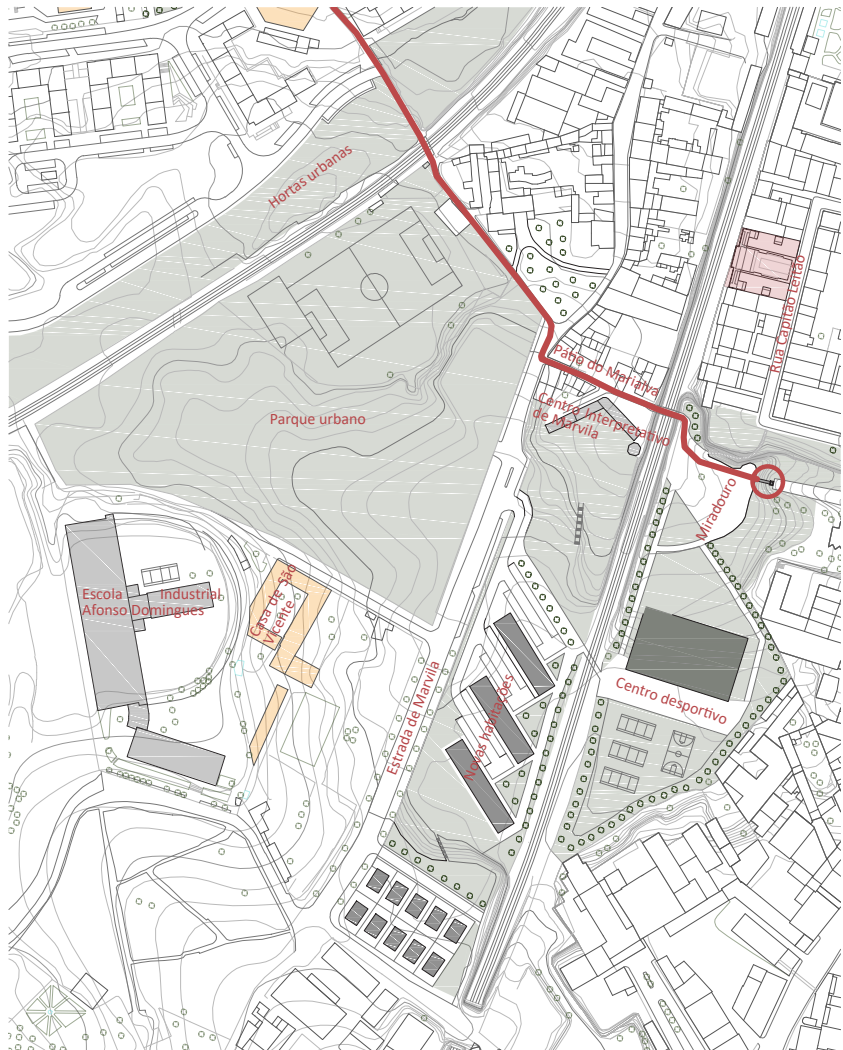 Hortas urbanas
Rua Capitão Leitão
Pátio do Marialva
Centro Interpretativo
de Marvila
Parque urbano
Miradouro
Escola Industrial
Afonso Domingues
Casa de São
Vicente
Estrada de Marvila
Novas habitações
Centro desportivo